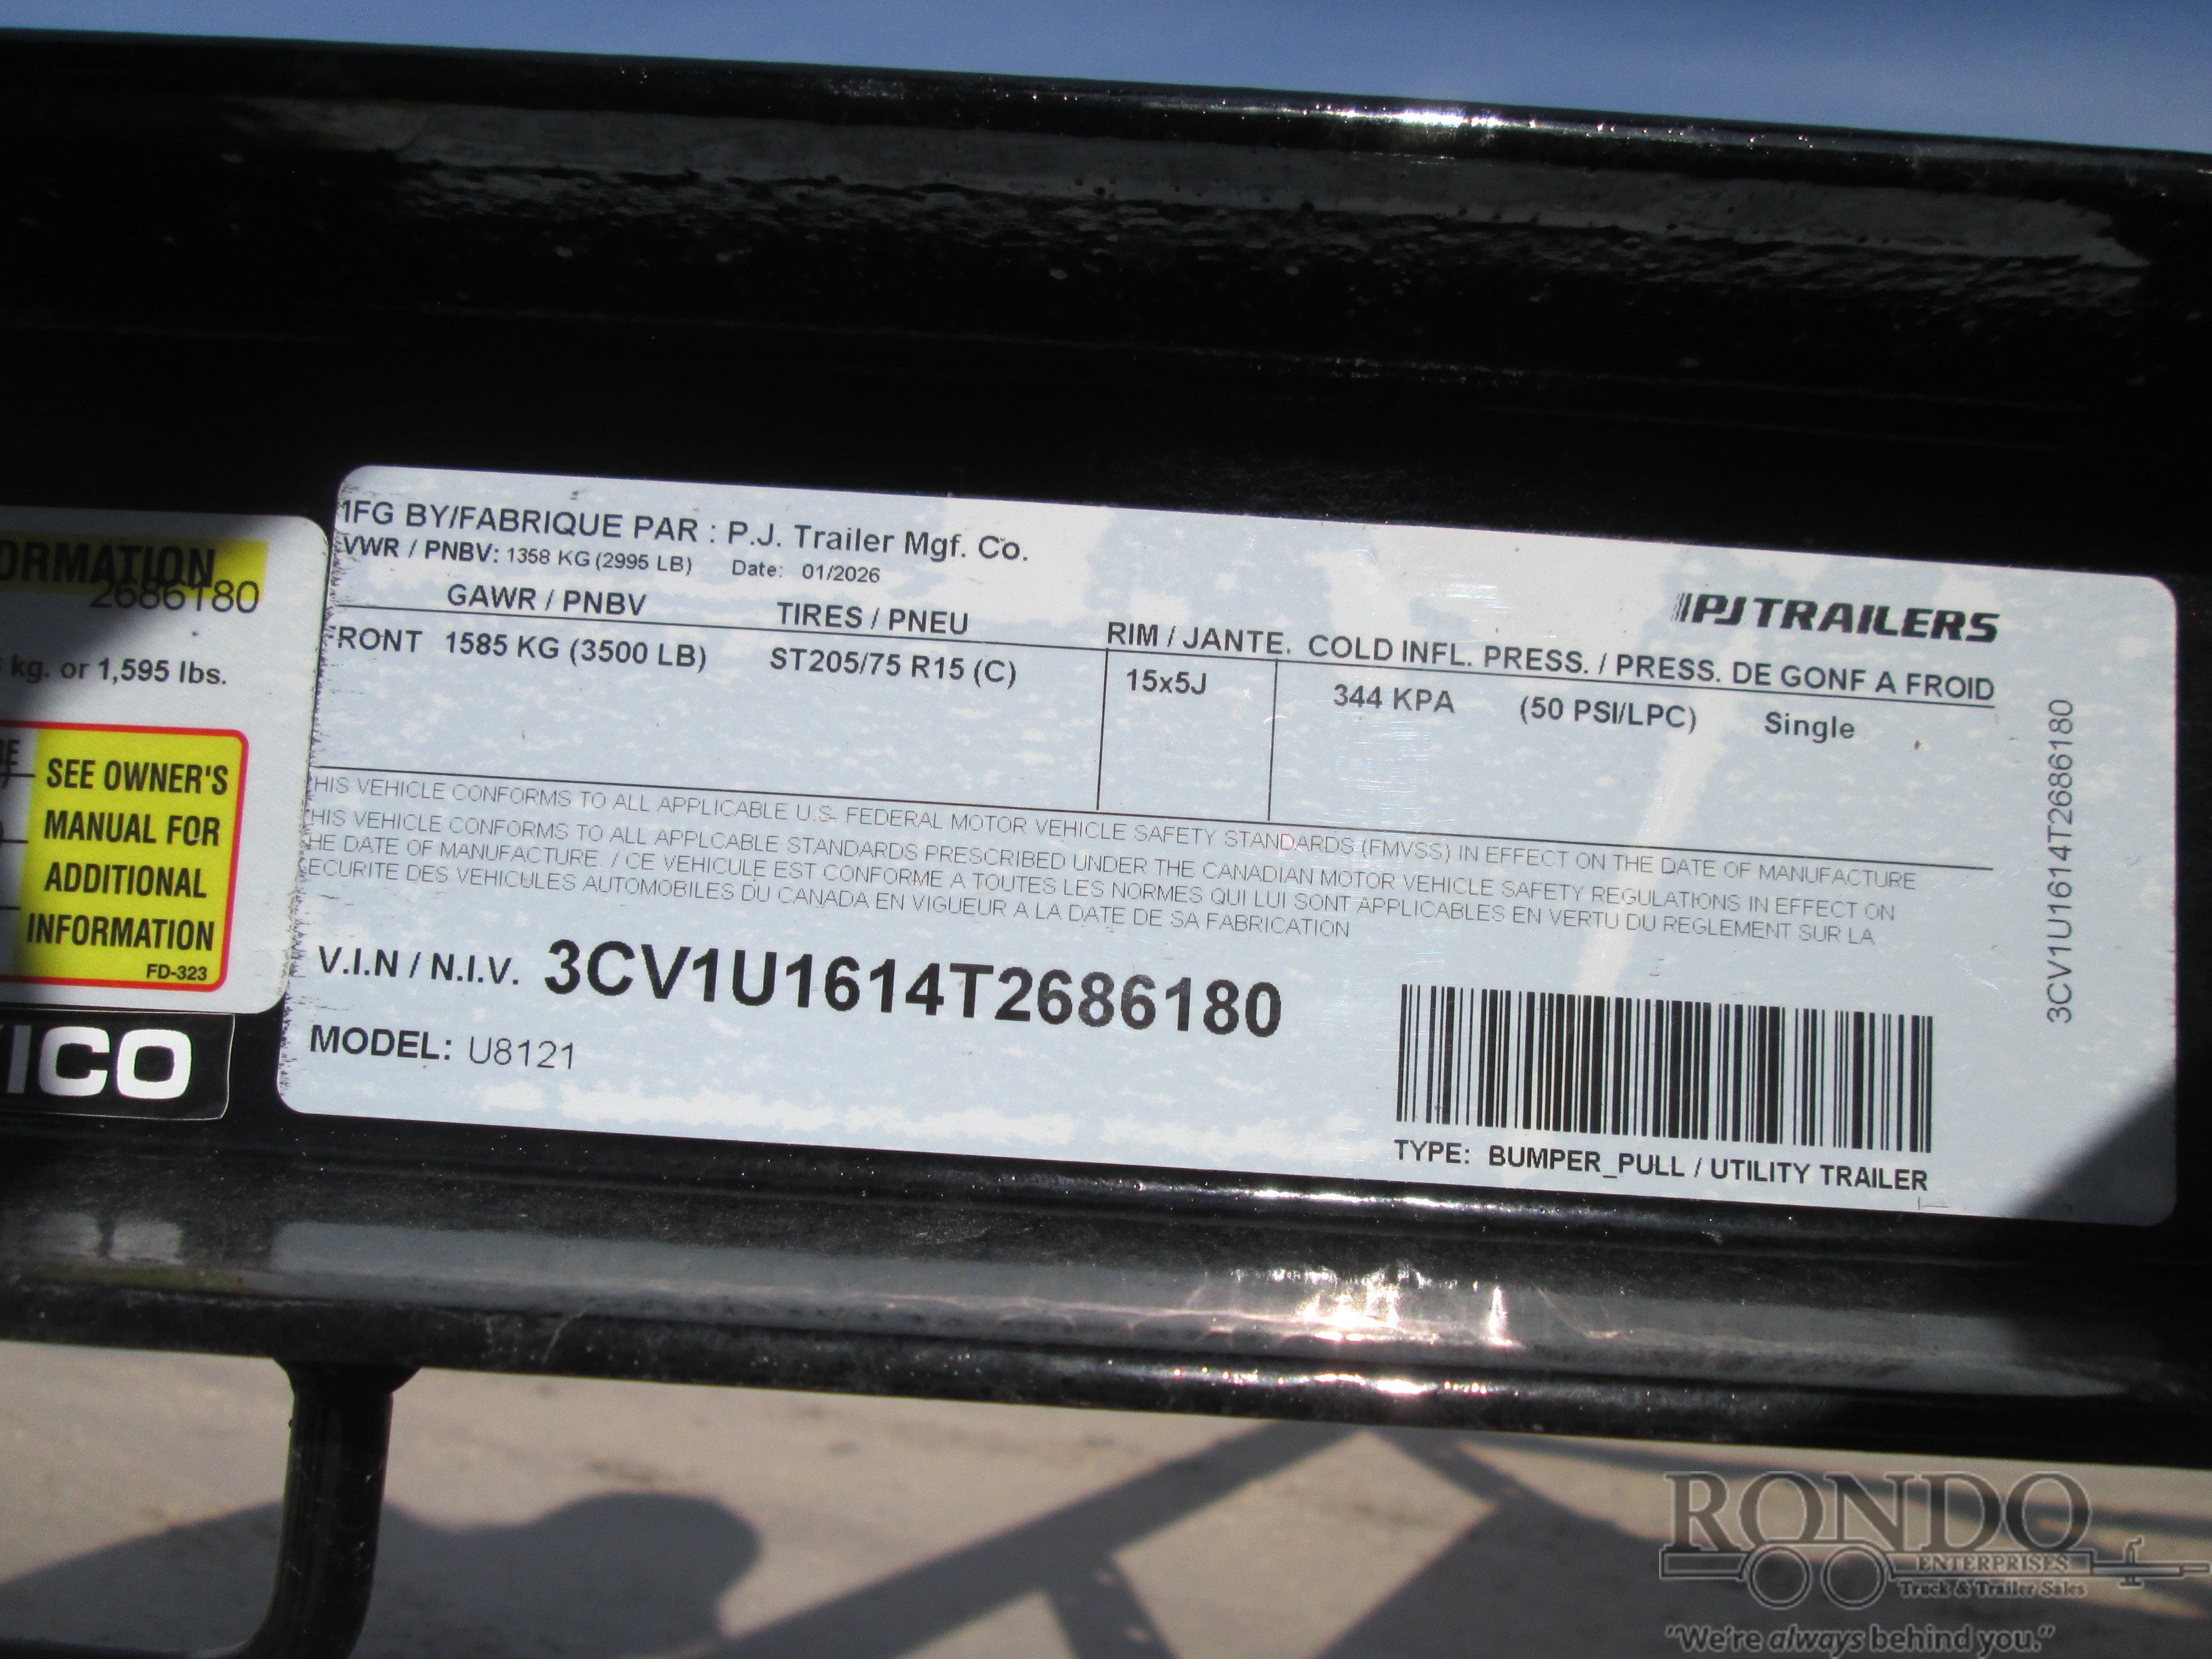 ORMATION
2686180
kg. or 1,595 lbs.
SEE OWNER'S
MANUAL FOR
ADDITIONAL
INFORMATION
FD-323
ICO
1FG BY/FABRIQUE PAR : P.J. Trailer Mgf. Co.
VWR / PNBV: 1358 KG (2995 LB) Date: 01/2026
PJTRAILERS
GAWR / PNBV TIRES / PNEU RIM / JANTE. COLD INFL. PRESS. / PRESS. DE GONF A FROID
RONT 1585 KG (3500 LB) ST205/75 R15 (C) 15x5J 344 KPA (50 PSI/LPC) Single
HIS VEHICLE CONFORMS TO ALL APPLICABLE U.S. FEDERAL MOTOR VEHICLE SAFETY STANDARDS (FMVSS) IN EFFECT ON THE DATE OF MANUFACTURE
HIS VEHICLE CONFORMS TO ALL APPLCABLE STANDARDS PRESCRIBED UNDER THE CANADIAN MOTOR VEHICLE SAFETY REGULATIONS IN EFFECT ON
HE DATE OF MANUFACTURE. / CE VEHICULE EST CONFORME A TOUTES LES NORMES QUI LUI SONT APPLICABLES EN VERTU DU REGLEMENT SUR LA
ECURITE DES VEHICULES AUTOMOBILES DU CANADA EN VIGUEUR A LA DATE DE SA FABRICATION
V.I.N / N.I.V. 3CV1U1614T2686180
MODEL: U8121
TYPE: BUMPER_PULL / UTILITY TRAILER
3CV1U1614T2686180
RONDO
ENTERPRISES
Truck & Trailer Sales
"We're always behind you."